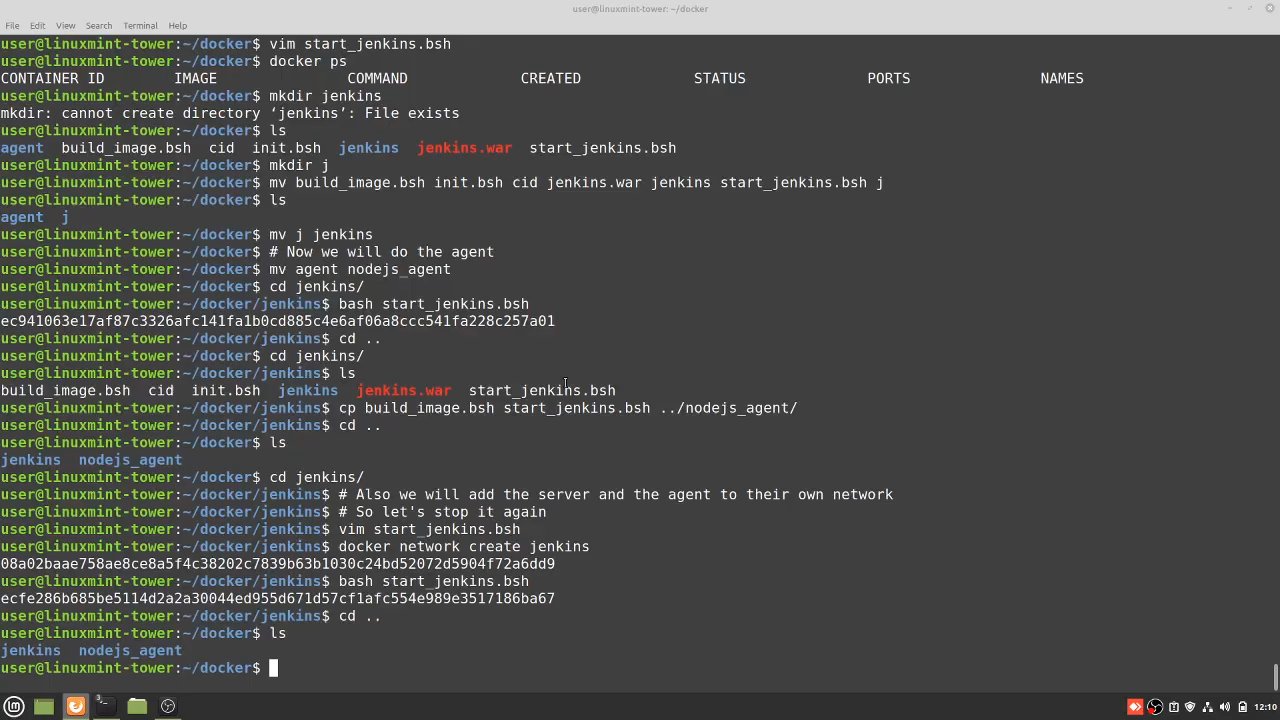 user@linuxmint-tower: ~/docker
File Edit View Search Terminal Help
user@linuxmint-tower:~/docker$ vim start_jenkins.bsh
user@linuxmint-tower:~/docker$ docker ps
CONTAINER ID IMAGE COMMAND CREATED STATUS PORTS NAMES
user@linuxmint-tower:~/docker$ mkdir jenkins
mkdir: cannot create directory ‘jenkins’: File exists
user@linuxmint-tower:~/docker$ ls
agent build_image.bsh cid init.bsh jenkins jenkins.war start_jenkins.bsh
user@linuxmint-tower:~/docker$ mkdir j
user@linuxmint-tower:~/docker$ mv build_image.bsh init.bsh cid jenkins.war jenkins start_jenkins.bsh j
user@linuxmint-tower:~/docker$ ls
agent j
user@linuxmint-tower:~/docker$ mv j jenkins
user@linuxmint-tower:~/docker$ # Now we will do the agent
user@linuxmint-tower:~/docker$ mv agent nodejs_agent
user@linuxmint-tower:~/docker$ cd jenkins/
user@linuxmint-tower:~/docker/jenkins$ bash start_jenkins.bsh
ec941063e17af87c3326afc141fa1b0cd885c4e6af06a8ccc541fa228c257a01
user@linuxmint-tower:~/docker/jenkins$ cd ..
user@linuxmint-tower:~/docker$ cd jenkins/
user@linuxmint-tower:~/docker/jenkins$ ls
build_image.bsh cid init.bsh jenkins jenkins.war start_jenkins.bsh
user@linuxmint-tower:~/docker/jenkins$ cp build_image.bsh start_jenkins.bsh ../nodejs_agent/
user@linuxmint-tower:~/docker/jenkins$ cd ..
user@linuxmint-tower:~/docker$ ls
jenkins nodejs_agent
user@linuxmint-tower:~/docker$ cd jenkins/
user@linuxmint-tower:~/docker/jenkins$ # Also we will add the server and the agent to their own network
user@linuxmint-tower:~/docker/jenkins$ # So let's stop it again
user@linuxmint-tower:~/docker/jenkins$ vim start_jenkins.bsh
user@linuxmint-tower:~/docker/jenkins$ docker network create jenkins
08a02baae758ae8ce8a5f4c38202c7839b63b1030c24bd52072d5904f72a6dd9
user@linuxmint-tower:~/docker/jenkins$ bash start_jenkins.bsh
ecfe286b685be5114d2a2a30044ed955d671d57cf1afc554e989e3517186ba67
user@linuxmint-tower:~/docker/jenkins$ cd ..
user@linuxmint-tower:~/docker$ ls
jenkins nodejs_agent
user@linuxmint-tower:~/docker$
3
12:10